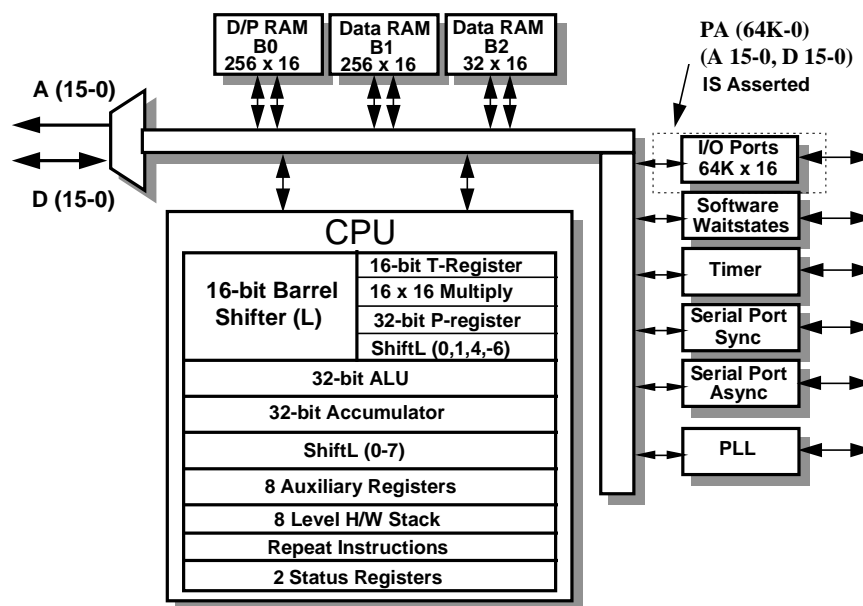 D/P RAM
B0
256 x 16
Data RAM
B1
256 x 16
Data RAM
B2
32 x 16
PA (64K-0)
(A 15-0, D 15-0)
IS Asserted
A (15-0)
D (15-0)
I/O Ports
64K x 16
Software
Waitstates
Timer
Serial Port
Sync
Serial Port
Async
PLL
CPU
16-bit Barrel
Shifter (L)
16-bit T-Register
16 x 16 Multiply
32-bit P-register
ShiftL (0,1,4,-6)
32-bit ALU
32-bit Accumulator
ShiftL (0-7)
8 Auxiliary Registers
8 Level H/W Stack
Repeat Instructions
2 Status Registers